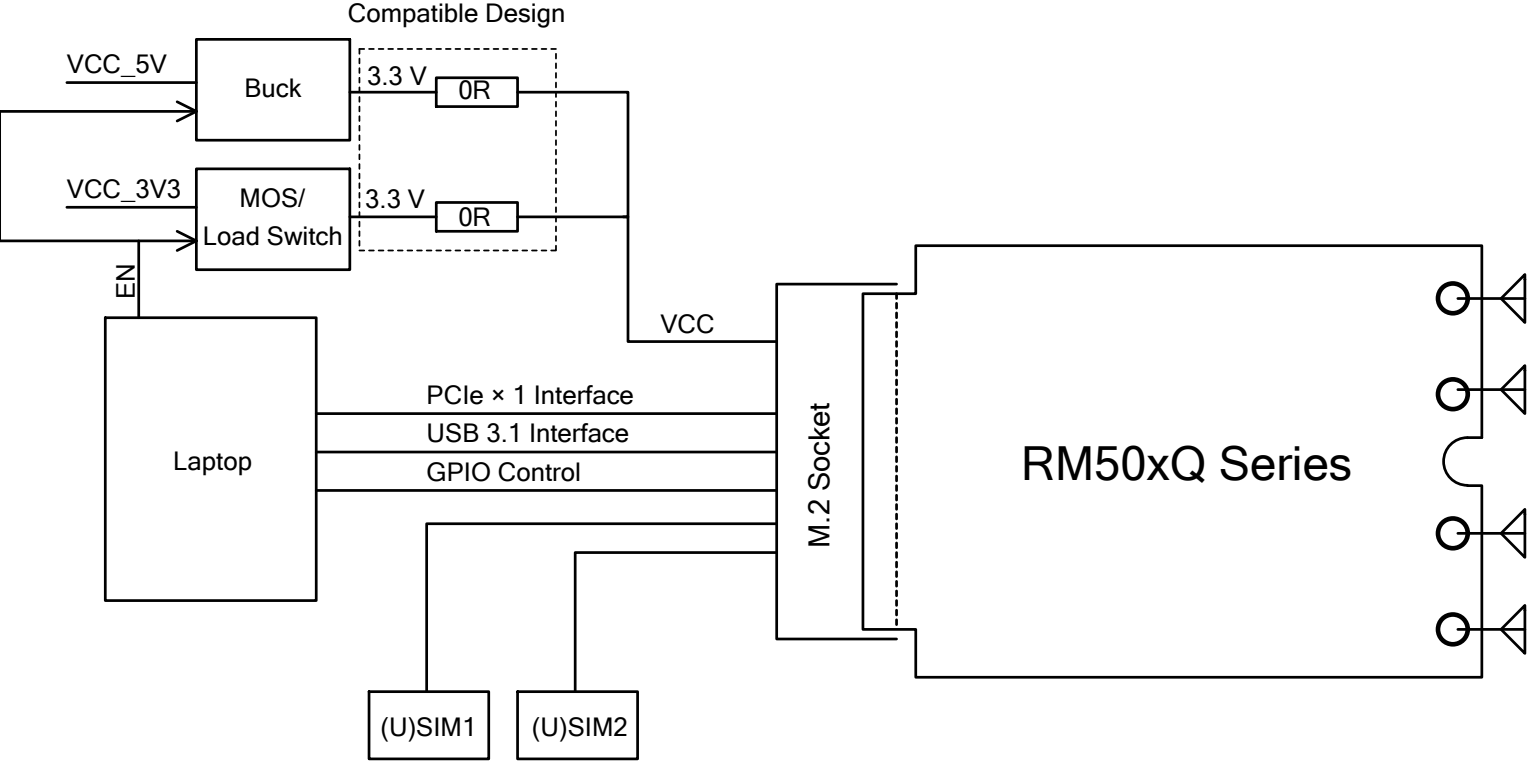 Compatible Design
VCC_5V
Buck
3.3 V
0R
VCC_3V3
MOS/
Load Switch
3.3 V
0R
EN
VCC
PCIe × 1 Interface
USB 3.1 Interface
GPIO Control
Laptop
M.2 Socket
RM50xQ Series
(U)SIM1
(U)SIM2